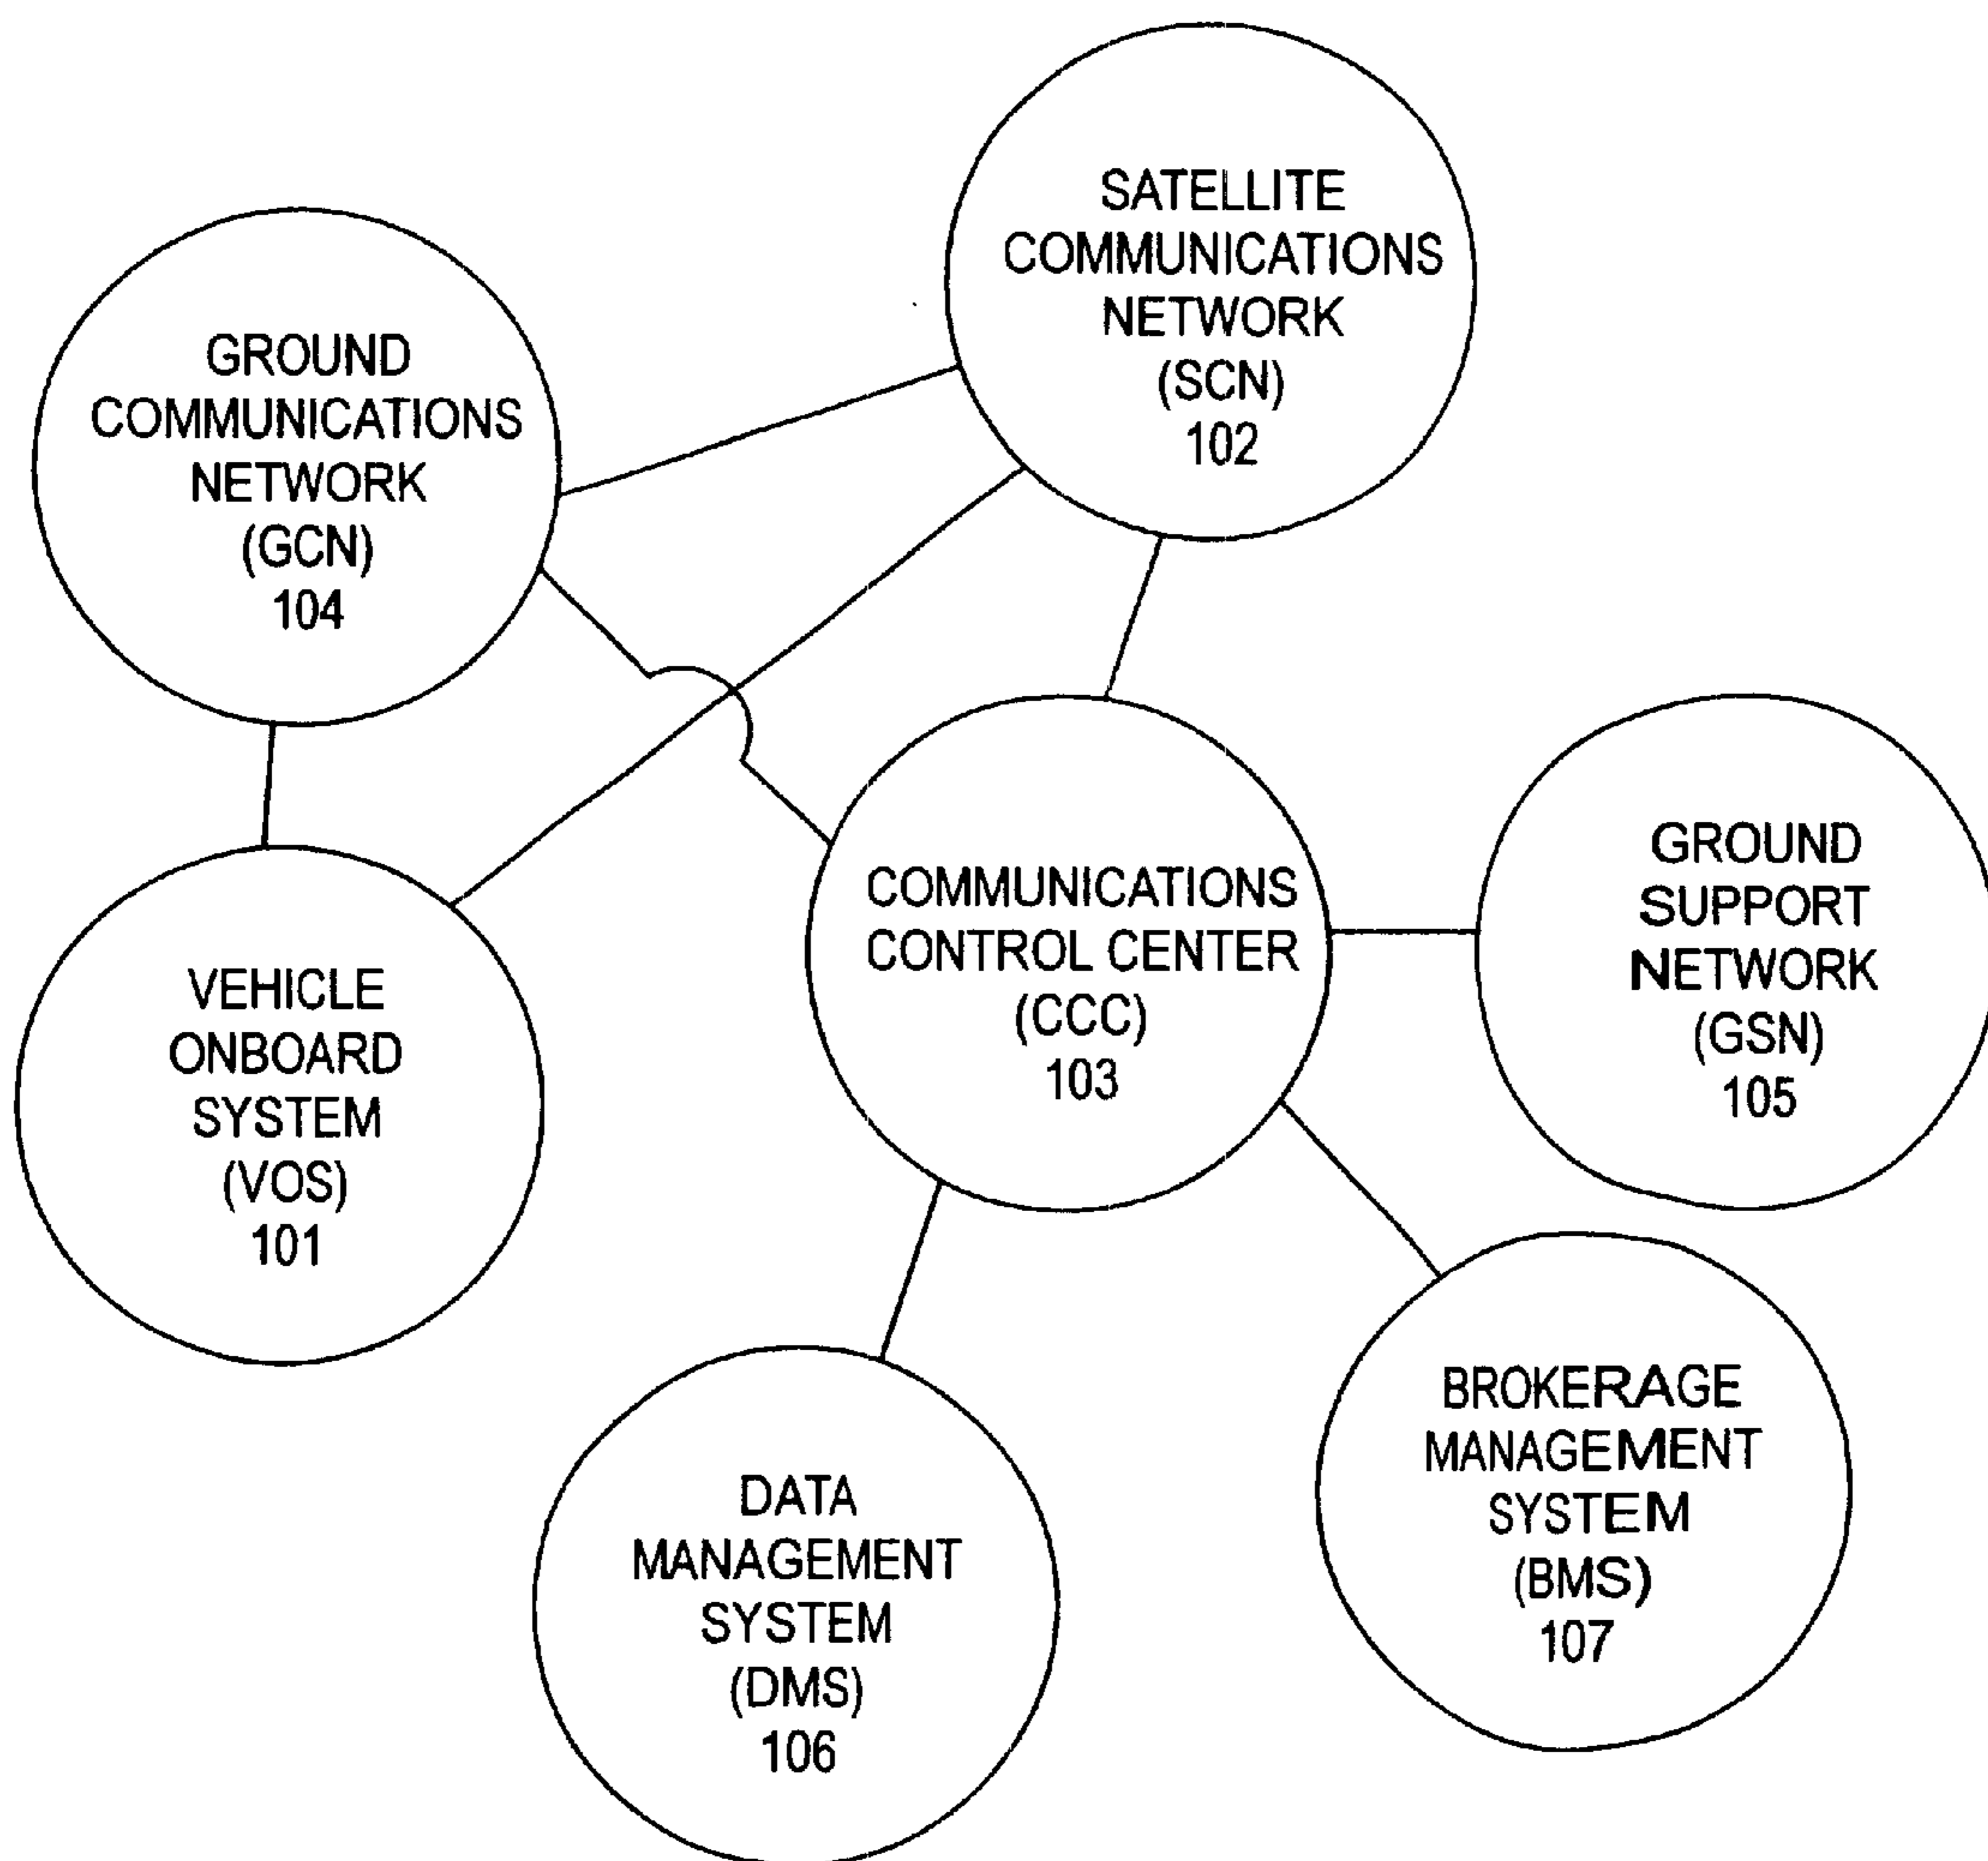 SATELLITE
COMMUNICATIONS
NETWORK
(SCN)
102
GROUND
COMMUNICATIONS
NETWORK
(GCN)
104
GROUND
SUPPORT
NETWORK
(GSN)
105
COMMUNICATIONS
CONTROL CENTER
(CCC)
103
VEHICLE
ONBOARD
SYSTEM
(VOS)
101
BROKERAGE
MANAGEMENT
SYSTEM
(BMS)
107
DATA
MANAGEMENT
SYSTEM
(DMS)
106